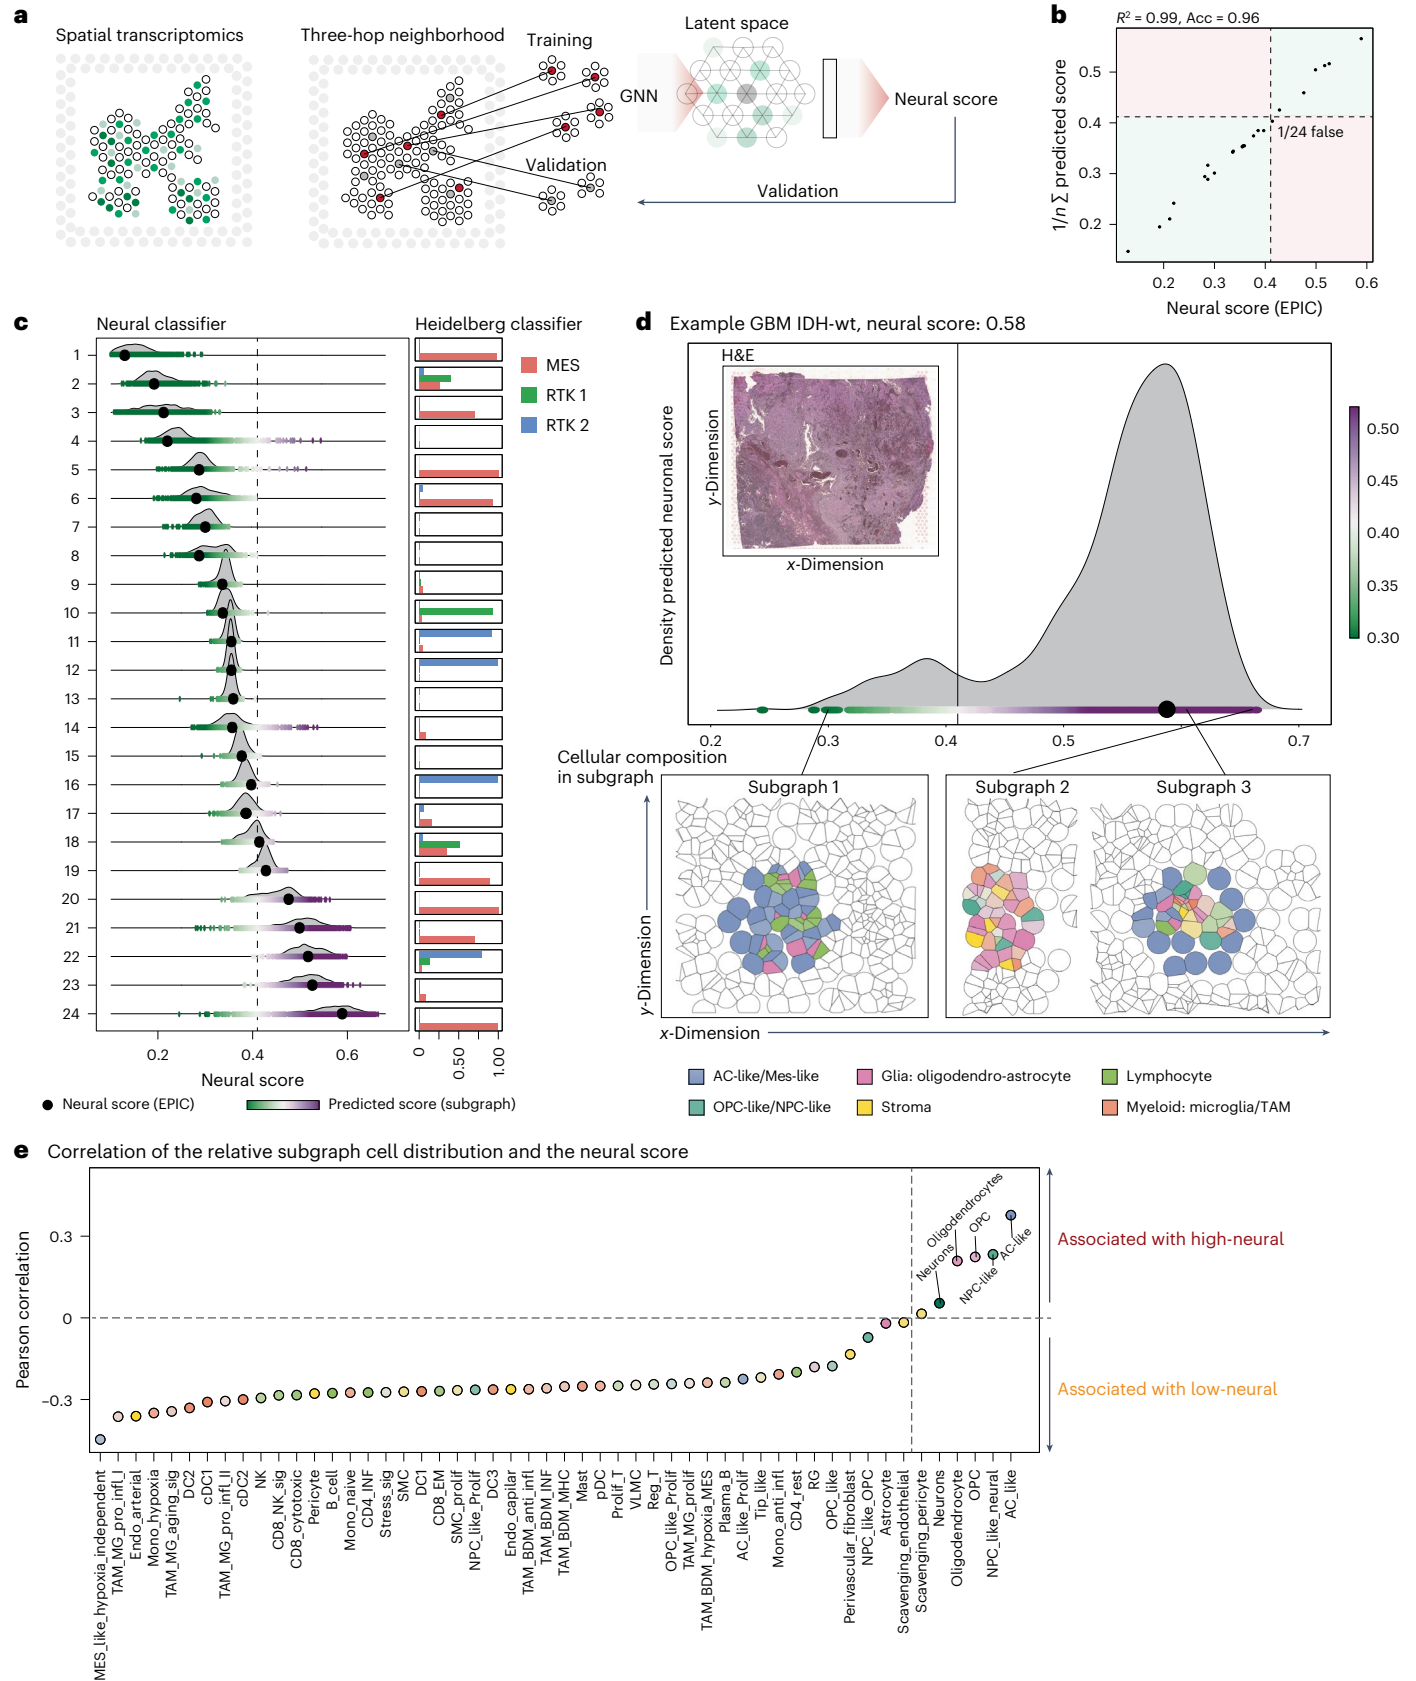 a
Spatial transcriptomics
Three-hop neighborhood
Training
Validation
GNN
Latent space
Neural score
Validation
b
R² = 0.99, Acc = 0.96
1/n ∑ predicted score
0.5
0.4
0.3
0.2
1/24 false
0.2 0.3 0.4 0.5 0.6
Neural score (EPIC)
c
Neural classifier
Heidelberg classifier
MES
RTK 1
RTK 2
1
2
3
4
5
6
7
8
9
10
11
12
13
14
15
16
17
18
19
20
21
22
23
24
0.2 0.4 0.6
Neural score
0 0.50 1.00
Neural score (EPIC)
Predicted score (subgraph)
d
Example GBM IDH-wt, neural score: 0.58
H&E
y-Dimension
x-Dimension
Density predicted neuronal score
0.50
0.45
0.40
0.35
0.30
0.2 0.3 0.4 0.5 0.7
Cellular composition
in subgraph
Subgraph 1
Subgraph 2
Subgraph 3
y-Dimension
x-Dimension
AC-like/Mes-like
Glia: oligodendro-astrocyte
Lymphocyte
OPC-like/NPC-like
Stroma
Myeloid: microglia/TAM
e
Correlation of the relative subgraph cell distribution and the neural score
Pearson correlation
0.3
0
−0.3
Neurons
Oligodendrocytes
OPC
NPC-like
AC-like
Associated with high-neural
Associated with low-neural
MES_like_hypoxia_independent
TAM_MG_pro_infl_I
Endo_arterial
Mono_hypoxia
TAM_MG_aging_sig
DC2
cDC1
TAM_MG_pro_infl_II
cDC2
NK
CD8_NK_sig
CD8_cytotoxic
Pericyte
B_cell
Mono_naive
CD4_INF
Stress_sig
SMC
DC1
CD8_EM
SMC_prolif
NPC_like_Prolif
DC3
Endo_capilar
TAM_BDM_anti_infl
TAM_BDM_INF
TAM_BDM_MHC
Mast
pDC
Prolif_T
VLMC
Reg_T
OPC_like_Prolif
TAM_MG_prolif
TAM_BDM_hypoxia_MES
Plasma_B
AC_like_Prolif
Tip_like
Mono_anti_infl
CD4_rest
RG
OPC_like
Perivascular_fibroblast
NPC_like_OPC
Astrocyte
Scavenging_endothelial
Scavenging_pericyte
Neurons
Oligodendrocyte
OPC
NPC_like_neural
AC_like